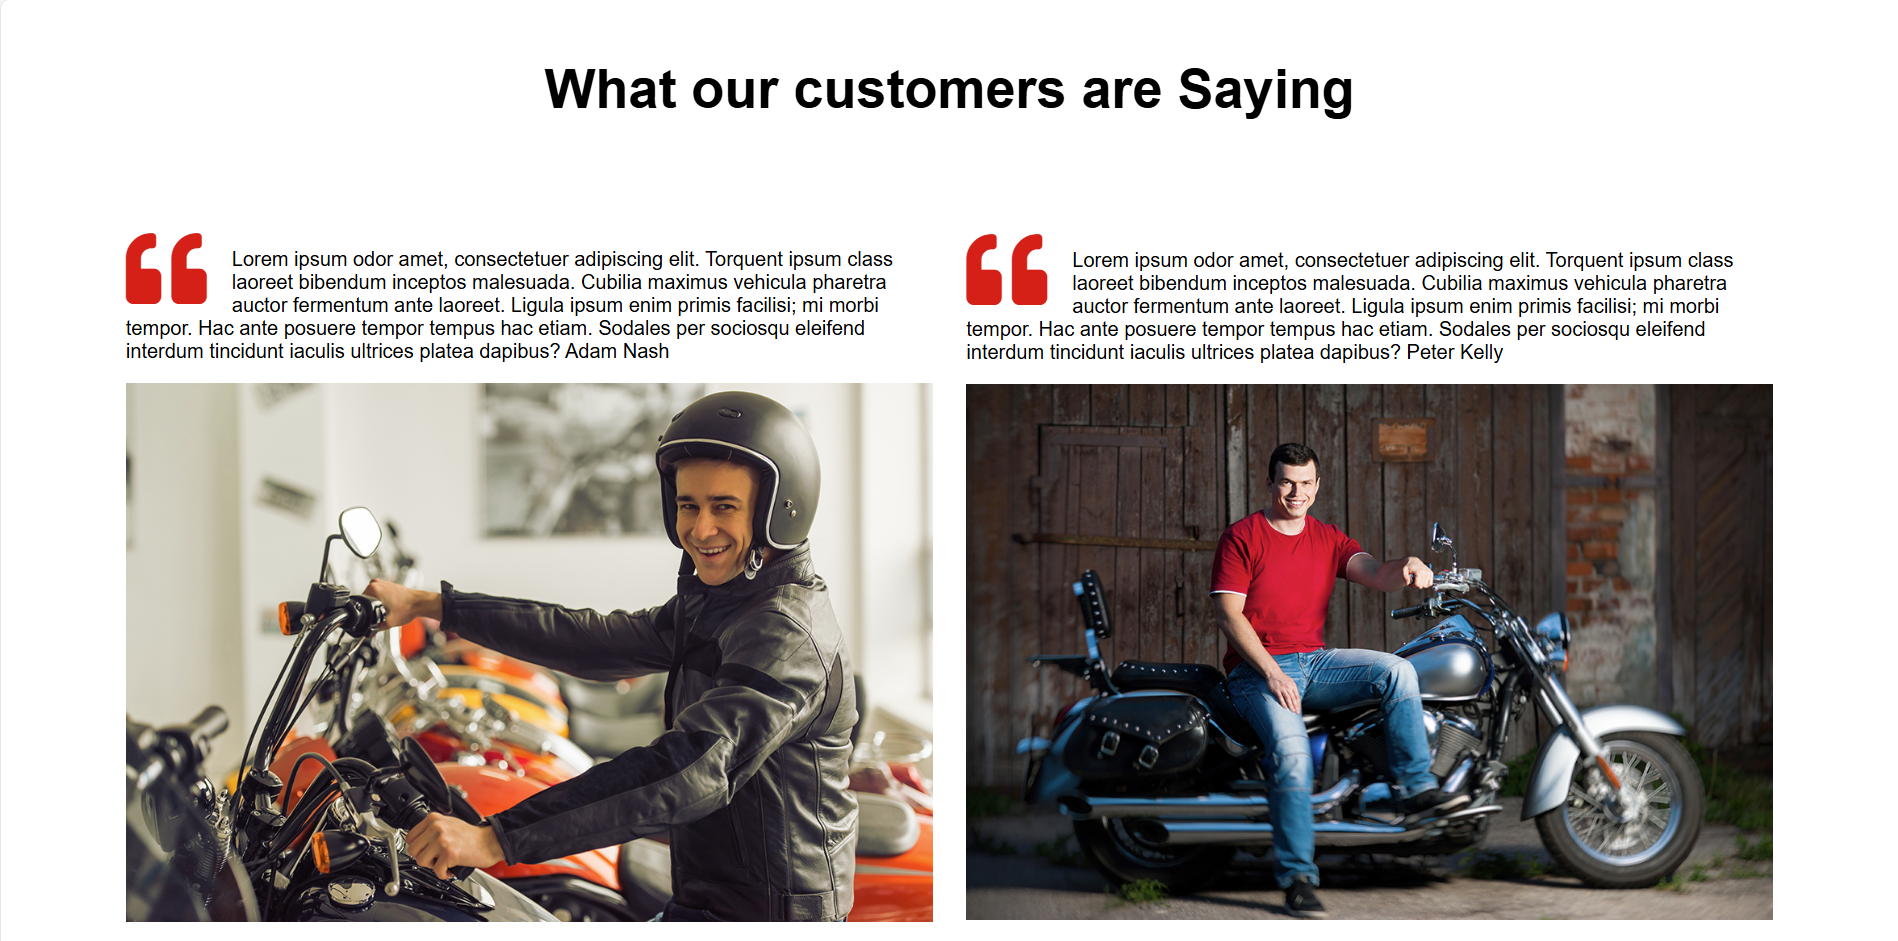 What our customers are Saying
Lorem ipsum odor amet, consectetuer adipiscing elit. Torquent ipsum class
laoreet bibendum inceptos malesuada. Cubilia maximus vehicula pharetra
auctor fermentum ante laoreet. Ligula ipsum enim primis facilisi; mi morbi
tempor. Hac ante posuere tempor tempus hac etiam. Sodales per sociosqu eleifend
interdum tincidunt iaculis ultrices platea dapibus? Adam Nash
Lorem ipsum odor amet, consectetuer adipiscing elit. Torquent ipsum class
laoreet bibendum inceptos malesuada. Cubilia maximus vehicula pharetra
auctor fermentum ante laoreet. Ligula ipsum enim primis facilisi; mi morbi
tempor. Hac ante posuere tempor tempus hac etiam. Sodales per sociosqu eleifend
interdum tincidunt iaculis ultrices platea dapibus? Peter Kelly